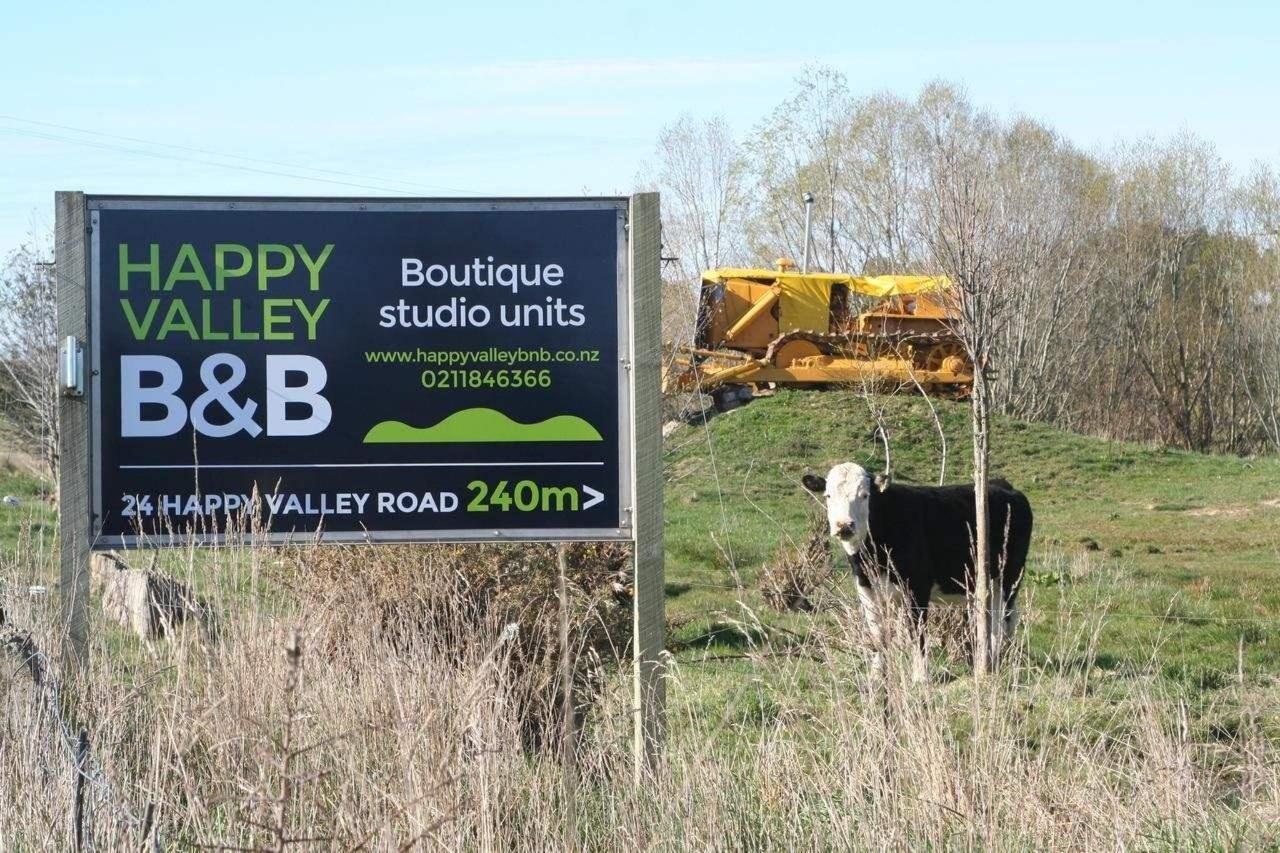 HAPPY
VALLEY
B&B
Boutique
studio units
www.happyvalleybnb.co.nz
0211846366
24 HAPPY VALLEY ROAD 240m>